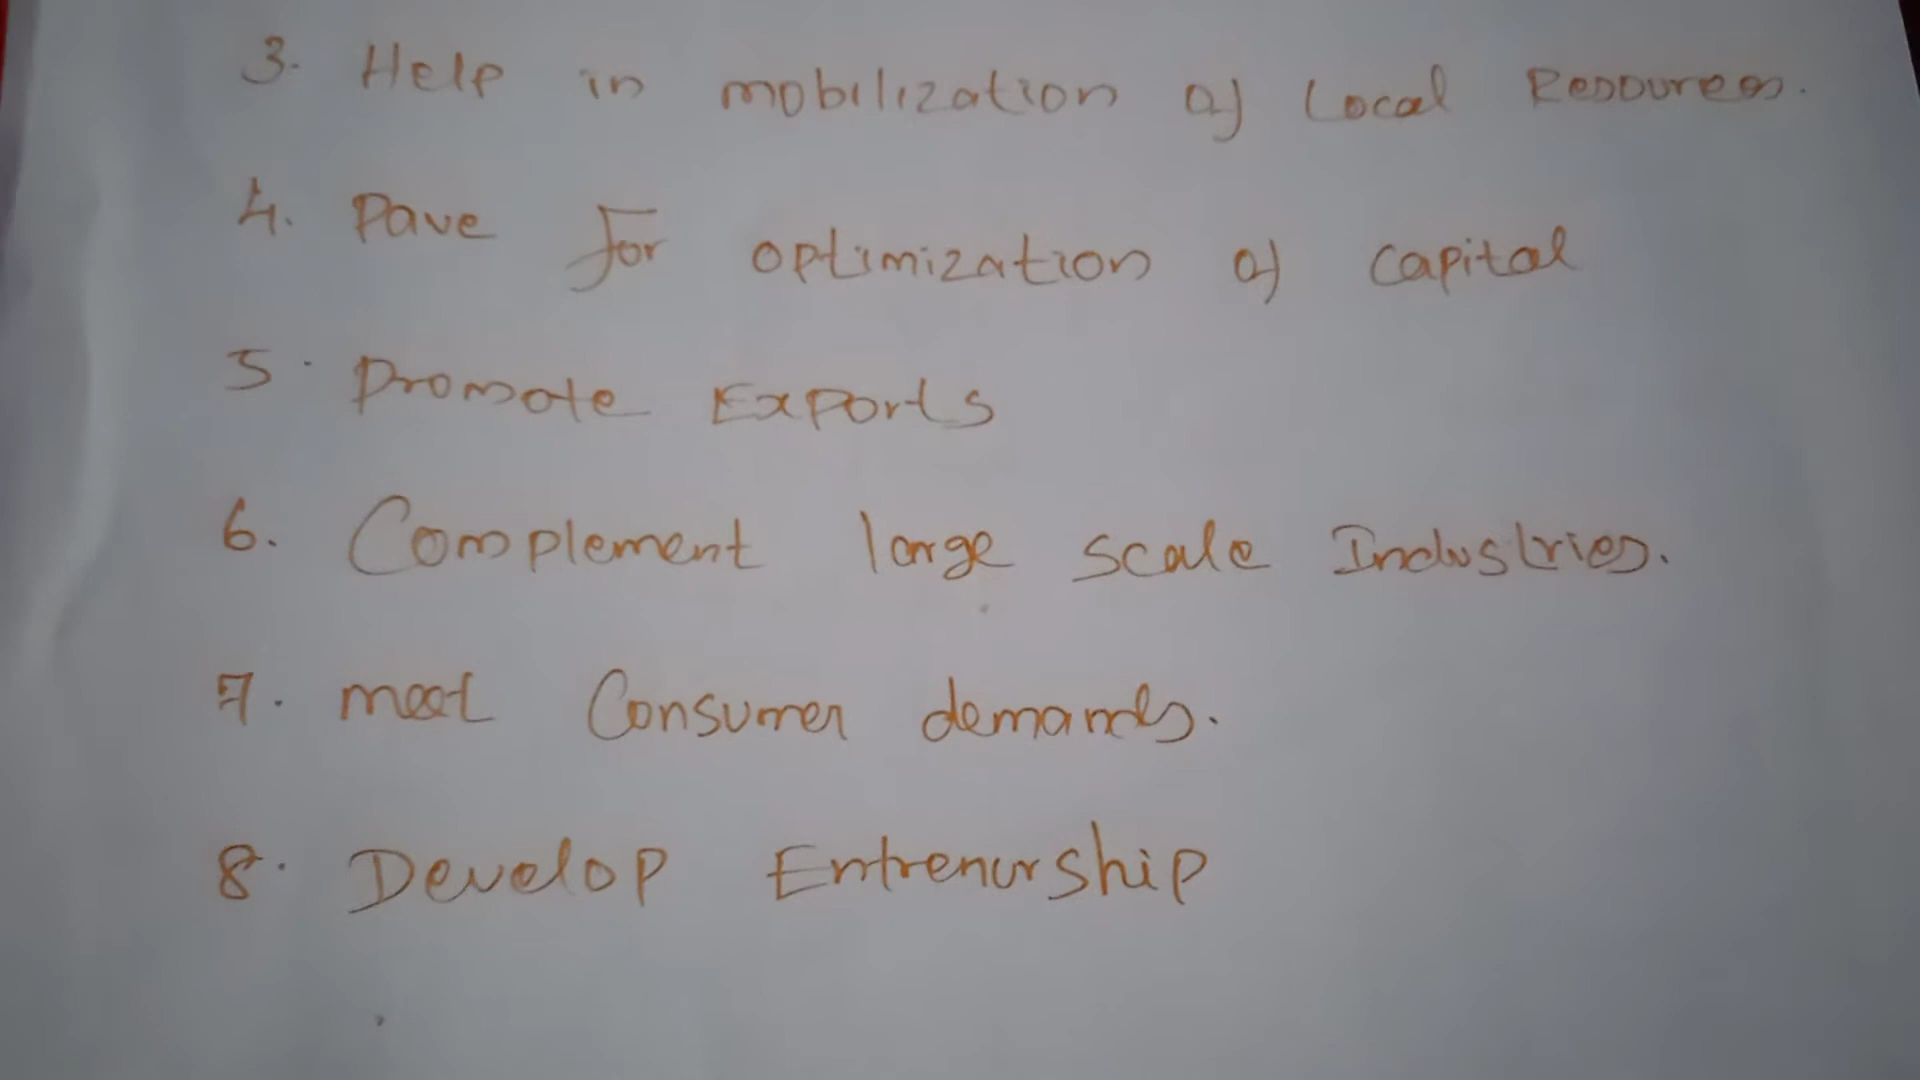 3. Help in mobilization of Local Resources.
4. Pave for optimization of capital
5. Promote Exports
6. Complement large scale Industries.
7. meet Consumer demands.
8. Develop Entrenurship